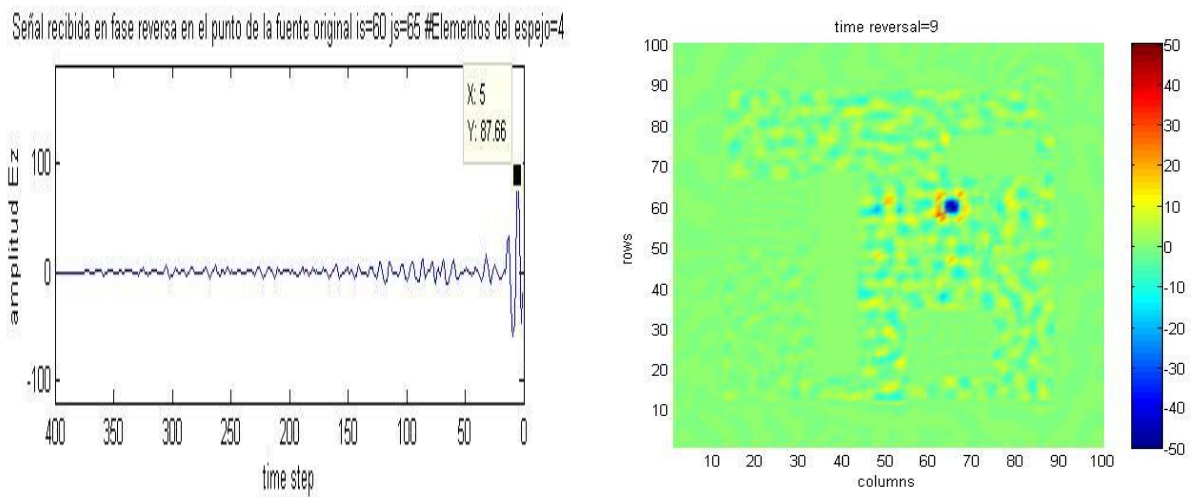 Señal recibida en fase reversa en el punto de la fuente original is=60 js=65 #Elementos del espejo=4
X: 5
Y: 87.66
amplitud Ez
100
0
-100
400 350 300 250 200 150 100 50 0
time step
time reversal=9
rows
100
90
80
70
60
50
40
30
20
10
10 20 30 40 50 60 70 80 90 100
columns
50
40
30
20
10
0
-10
-20
-30
-40
-50